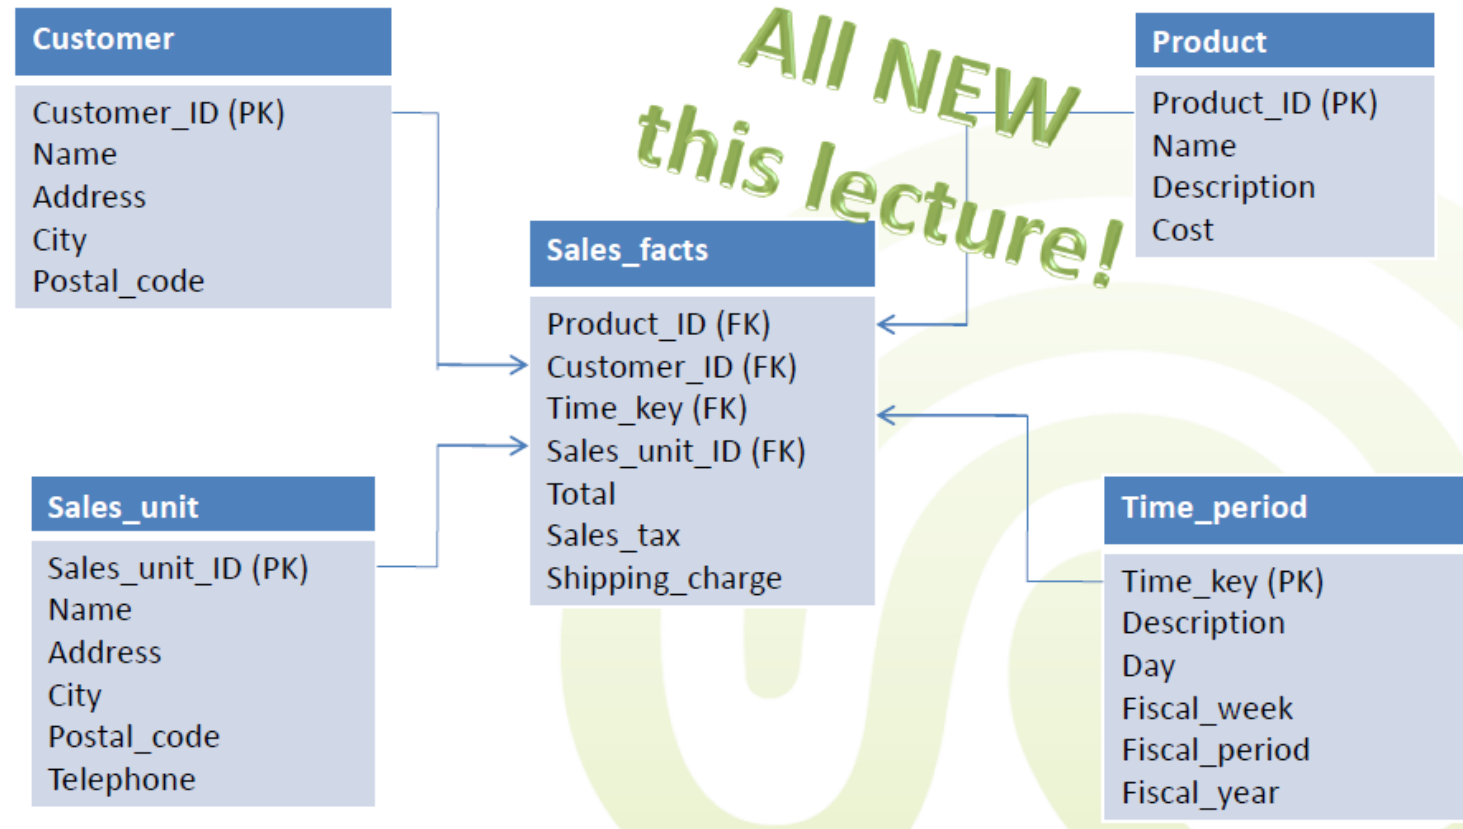 Customer
Customer_ID (PK)
Name
Address
City
Postal_code
All NEW
this lecture!
Product
Product_ID (PK)
Name
Description
Cost
Sales_facts
Product_ID (FK)
Customer_ID (FK)
Time_key (FK)
Sales_unit_ID (FK)
Total
Sales_tax
Shipping_charge
Sales_unit
Sales_unit_ID (PK)
Name
Address
City
Postal_code
Telephone
Time_period
Time_key (PK)
Description
Day
Fiscal_week
Fiscal_period
Fiscal_year